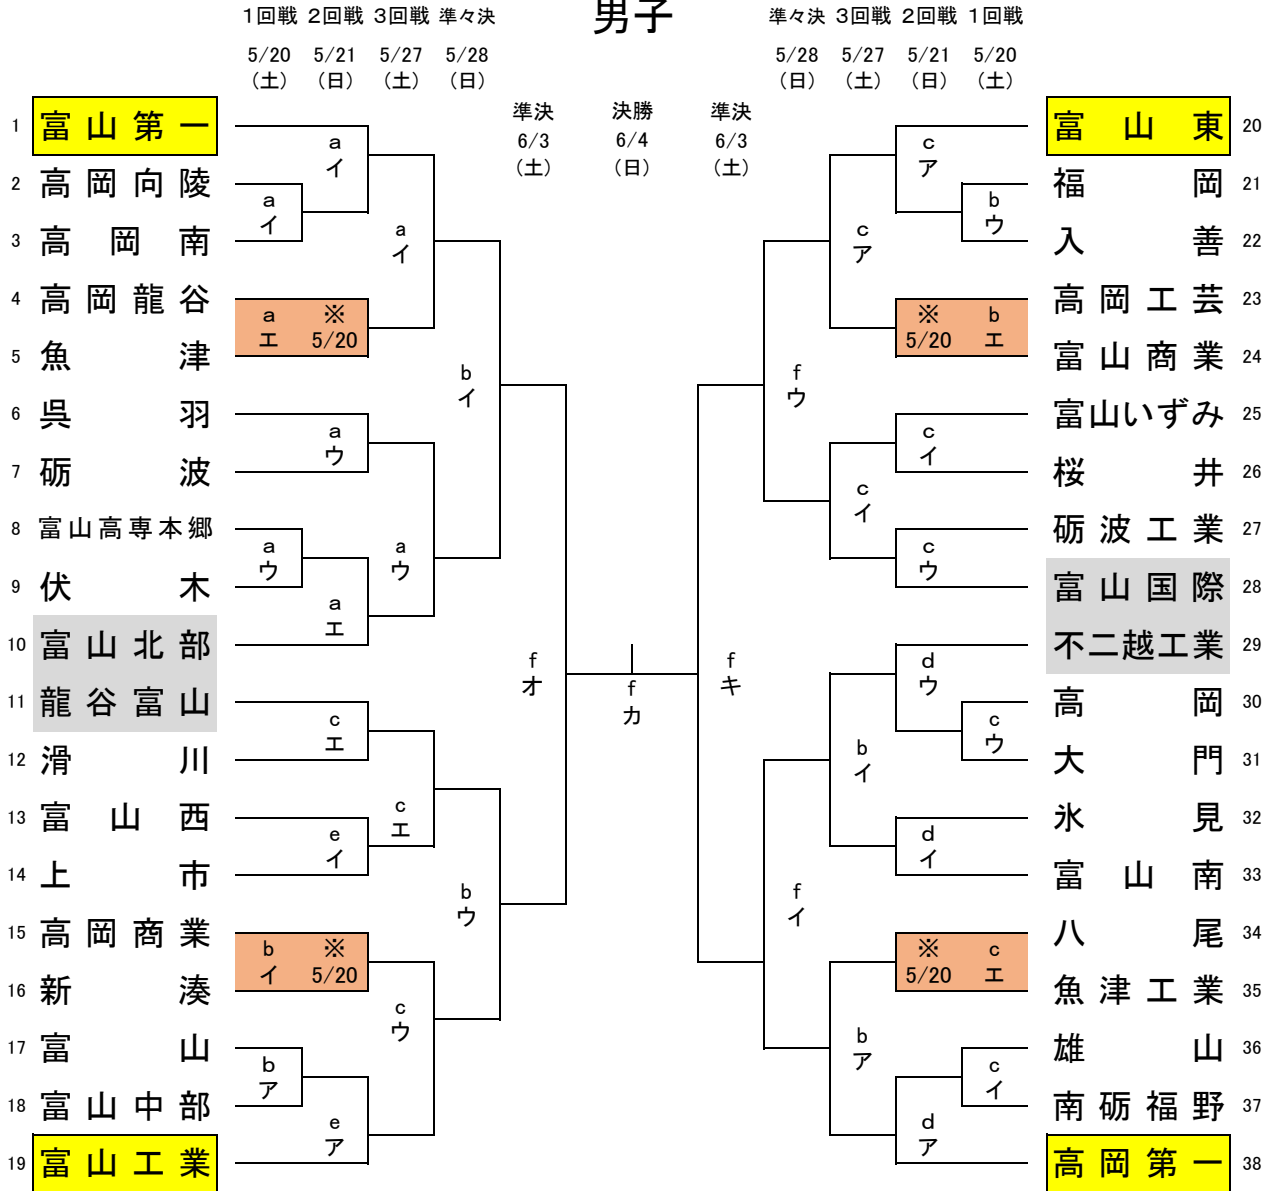 男子
1回戦 2回戦 3回戦 準々決
準々決 3回戦 2回戦 1回戦
5/20 5/21 5/27 5/28
(土) (日) (土) (日)
5/28 5/27 5/21 5/20
(日) (土) (日) (土)
準決 決勝 準決
6/3 6/4 6/3
(土) (日) (土)
1 富山第一
2 高岡向陵
3 高岡南
4 高岡龍谷
5 魚津
6 呉羽
7 砺波
8 富山高専本郷
9 伏木
10 富山北部
11 龍谷富山
12 滑川
13 富山西
14 上市
15 高岡商業
16 新湊
17 富山
18 富山中部
19 富山工業
a
イ
a
イ
a
イ
a ※
エ 5/20
b
イ
a
ウ
a
ウ
a
ウ
a
エ
c
エ
c
エ
e
イ
b
ウ
b ※
イ 5/20
c
ウ
b
ア
e
ア
f
オ
f
カ
f
キ
c
ア
b
ウ
c
ア
※ b
5/20 エ
f
ウ
c
イ
c
イ
c
ウ
d
ウ
c
ウ
b
イ
d
イ
f
イ
※ c
5/20 エ
b
ア
c
イ
d
ア
富山東 20
福岡 21
入善 22
高岡工芸 23
富山商業 24
富山いずみ 25
桜井 26
砺波工業 27
富山国際 28
不二越工業 29
高岡 30
大門 31
氷見 32
富山南 33
八尾 34
魚津工業 35
雄山 36
南砺福野 37
高岡第一 38